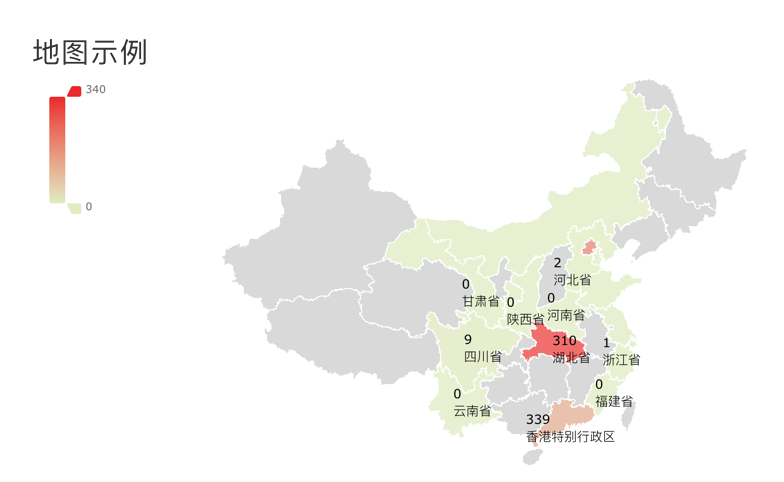 地图示例
340
0
2
河北省
0
甘肃省
0
陕西省
0
河南省
9
四川省
310
湖北省
1
浙江省
0
云南省
0
福建省
339
香港特别行政区